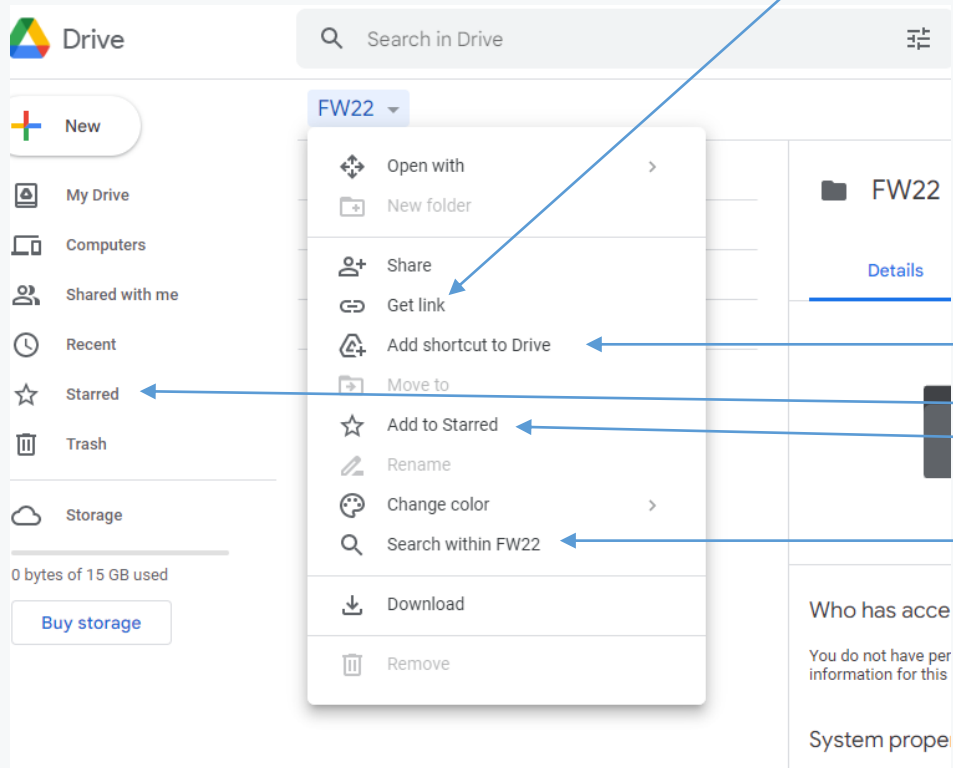 Drive
Search in Drive
New
My Drive
Computers
Shared with me
Recent
Starred
Trash
Storage
0 bytes of 15 GB used
Buy storage
FW22
Open with
New folder
Share
Get link
Add shortcut to Drive
Move to
Add to Starred
Rename
Change color
Search within FW22
Download
Remove
FW22
Details
Who has acce
You do not have per
information for this
System prope